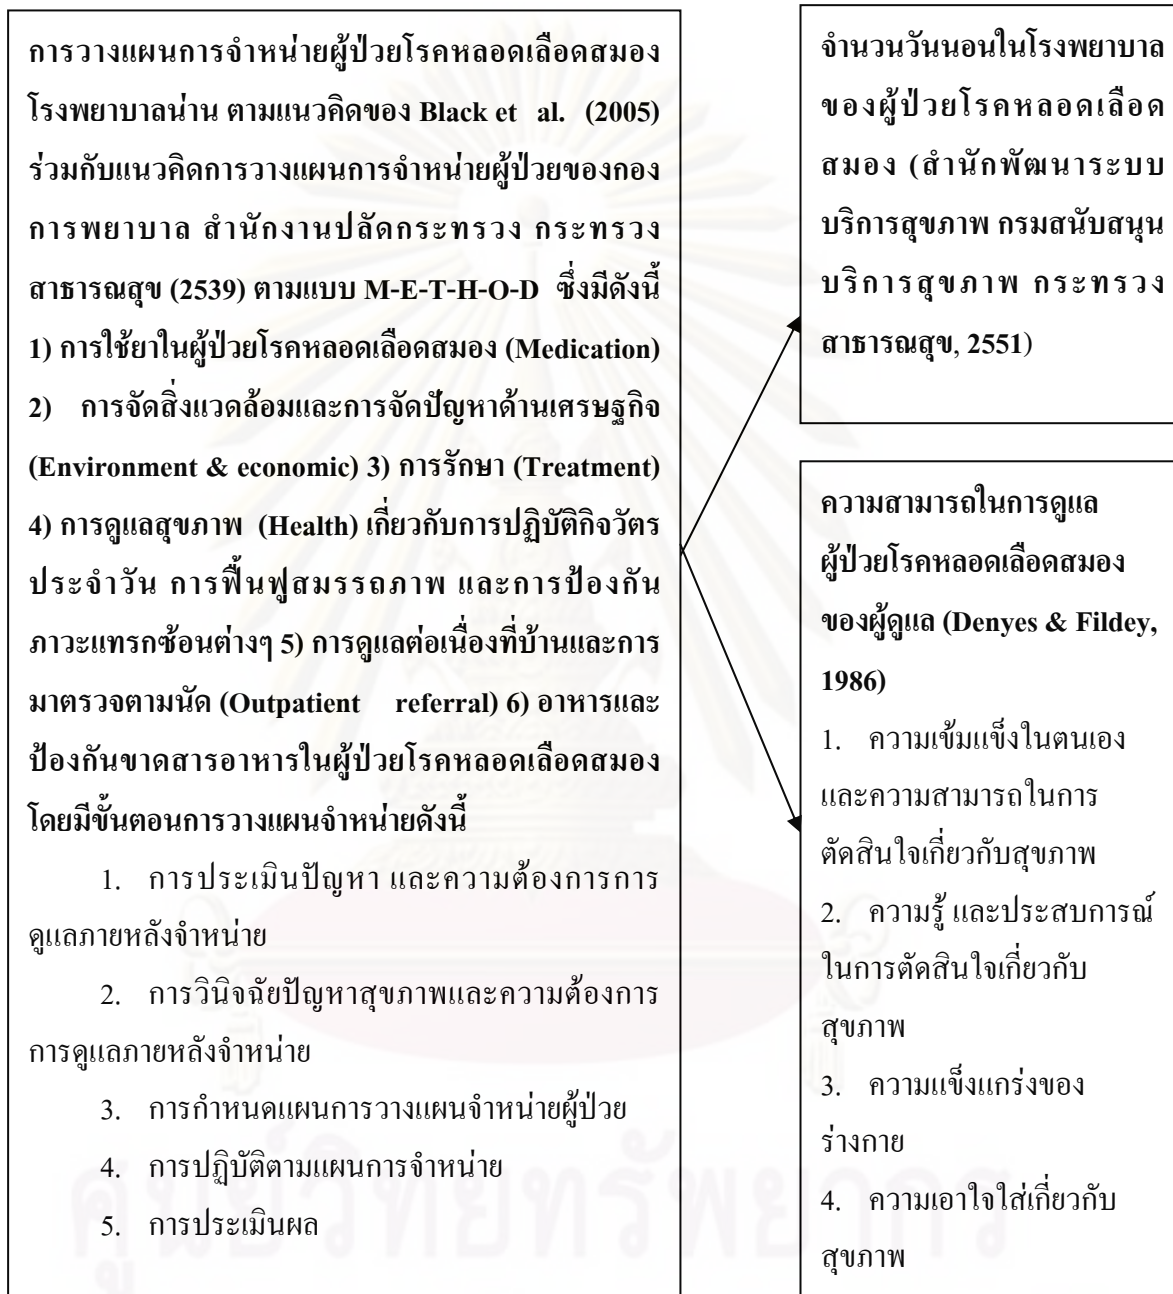 การวางแผนการจำหน่ายผู้ป่วยโรคหลอดเลือดสมอง
โรงพยาบาลน่าน ตามแนวคิดของ Black et al. (2005)
ร่วมกับแนวคิดการวางแผนการจำหน่ายผู้ป่วยของกอง
การพยาบาล สำนักงานปลัดกระทรวง กระทรวง
สาธารณสุข (2539) ตามแบบ M-E-T-H-O-D ซึ่งมีดังนี้
1) การใช้ยาในผู้ป่วยโรคหลอดเลือดสมอง (Medication)
2) การจัดสิ่งแวดล้อมและการจัดปัญหาด้านเศรษฐกิจ
(Environment & economic) 3) การรักษา (Treatment)
4) การดูแลสุขภาพ (Health) เกี่ยวกับการปฏิบัติกิจวัตร
ประจำวัน การฟื้นฟูสมรรถภาพ และการป้องกัน
ภาวะแทรกซ้อนต่างๆ 5) การดูแลต่อเนื่องที่บ้านและการ
มาตรวจตามนัด (Outpatient referral) 6) อาหารและ
ป้องกันขาดสารอาหารในผู้ป่วยโรคหลอดเลือดสมอง
โดยมีขั้นตอนการวางแผนจำหน่ายดังนี้
1. การประเมินปัญหา และความต้องการการ
ดูแลภายหลังจำหน่าย
2. การวินิจฉัยปัญหาสุขภาพและความต้องการ
การดูแลภายหลังจำหน่าย
3. การกำหนดแผนการวางแผนจำหน่ายผู้ป่วย
4. การปฏิบัติตามแผนการจำหน่าย
5. การประเมินผล
จำนวนวันนอนในโรงพยาบาล
ของผู้ป่วยโรคหลอดเลือด
สมอง (สำนักพัฒนาระบบ
บริการสุขภาพ กรมสนับสนุน
บริการสุขภาพ กระทรวง
สาธารณสุข, 2551)
ความสามารถในการดูแล
ผู้ป่วยโรคหลอดเลือดสมอง
ของผู้ดูแล (Denyes & Fildey,
1986)
1. ความเข้มแข็งในตนเอง
และความสามารถในการ
ตัดสินใจเกี่ยวกับสุขภาพ
2. ความรู้ และประสบการณ์
ในการตัดสินใจเกี่ยวกับ
สุขภาพ
3. ความแข็งแกร่งของ
ร่างกาย
4. ความเอาใจใส่เกี่ยวกับ
สุขภาพ
ศูนย์วิทยทรัพยากร